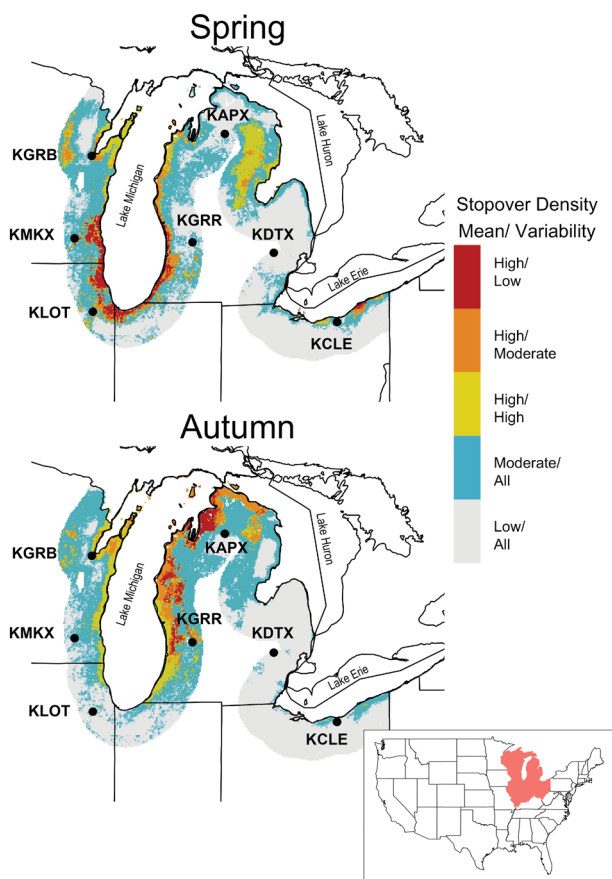 Spring
KAPX
KGRB
Lake Huron
Lake Michigan
KGRR
KMKX
KDTX
Lake Erie
KLOT
KCLE
Stopover Density
Mean/ Variability
High/
Low
High/
Moderate
High/
High
Moderate/
All
Low/
All
Autumn
KGRB
KAPX
Lake Huron
Lake Michigan
KMKX
KGRR
KDTX
Lake Erie
KLOT
KCLE